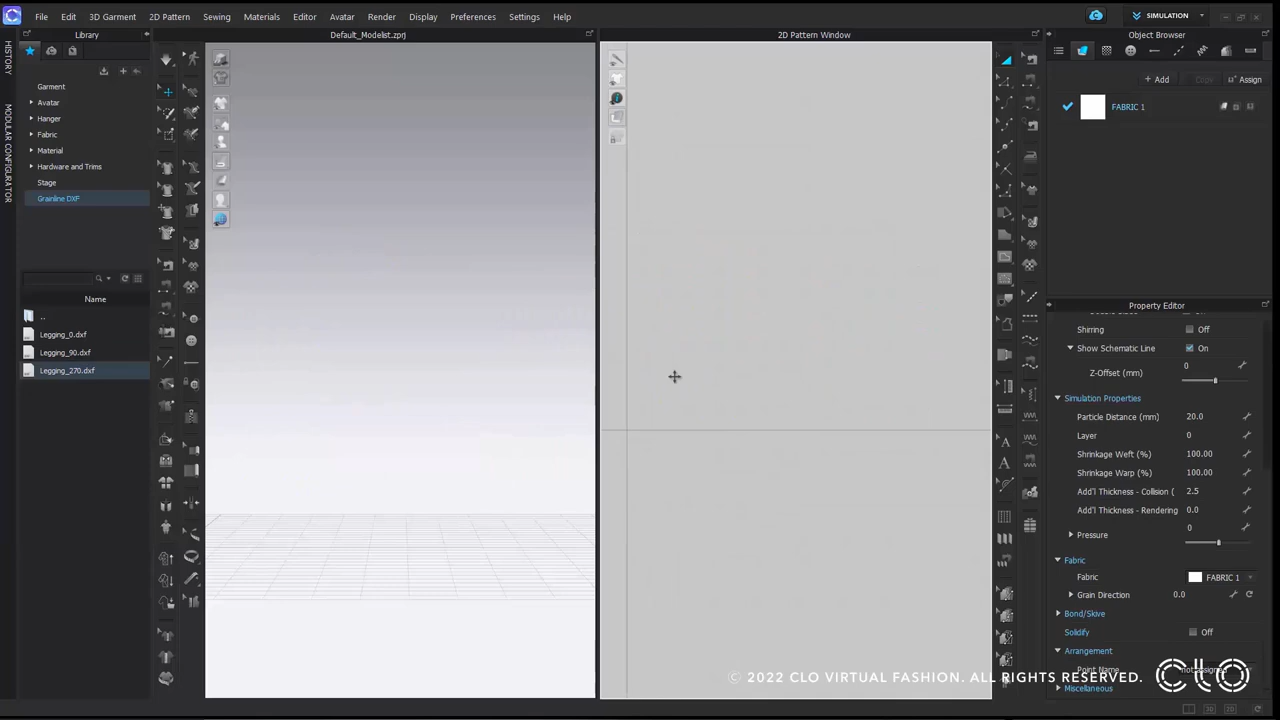 File Edit 3D Garment 2D Pattern Sewing Materials Editor Avatar Render Display Preferences Settings Help
SIMULATION
HISTORY
MODULAR CONFIGURATOR
Library
Garment
Avatar
Hanger
Fabric
Material
Hardware and Trims
Stage
Grainline DXF
Name
..
Legging_0.dxf
Legging_90.dxf
Legging_270.dxf
Default_Modelist.zprj
2D Pattern Window
Object Browser
+ Add Copy Assign
FABRIC 1
Property Editor
Shirring Off
Show Schematic Line On
Z-Offset (mm) 0
Simulation Properties
Particle Distance (mm) 20.0
Layer 0
Shrinkage Weft (%) 100.00
Shrinkage Warp (%) 100.00
Add'l Thickness - Collision ( 2.5
Add'l Thickness - Rendering 0.0
Pressure 0
Fabric
Fabric FABRIC 1
Grain Direction 0.0
Bond/Skive
Solidify Off
Arrangement
Point Name
Miscellaneous
© 2022 CLO VIRTUAL FASHION. ALL RIGHTS RESERVED. CLO
3D 2D